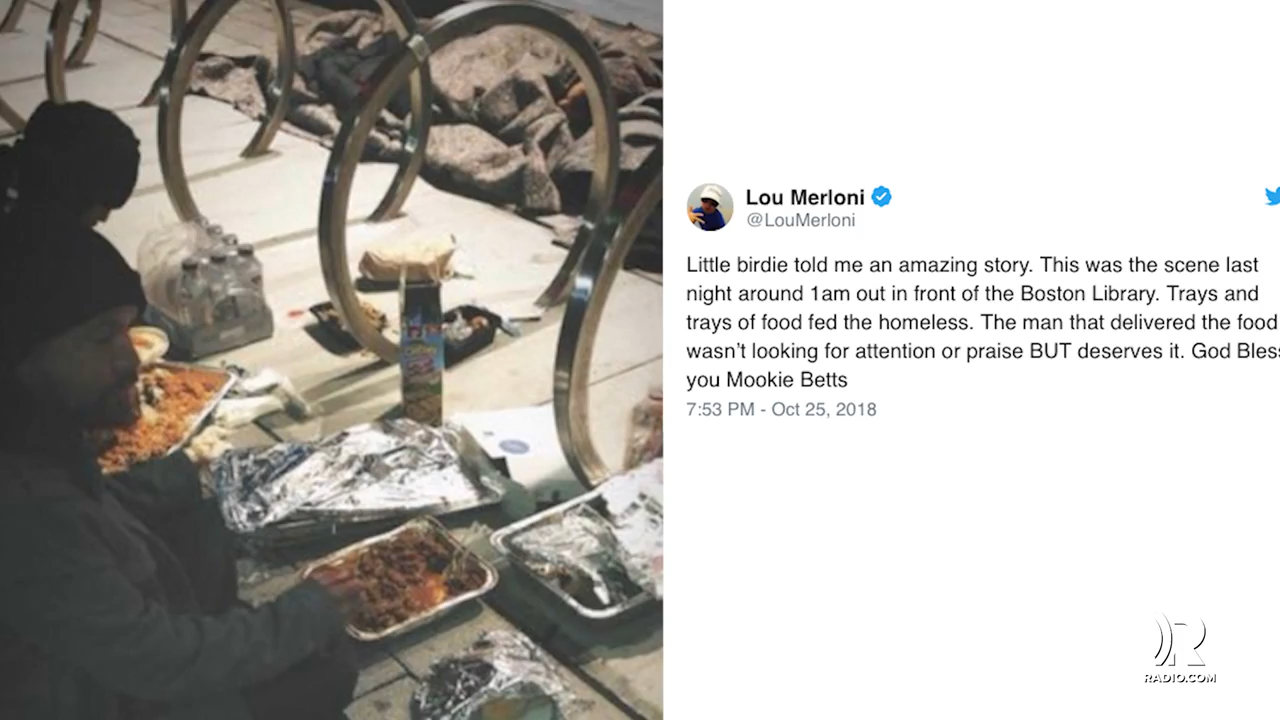 Lou Merloni
@LouMerloni
Little birdie told me an amazing story. This was the scene last
night around 1am out in front of the Boston Library. Trays and
trays of food fed the homeless. The man that delivered the food
wasn’t looking for attention or praise BUT deserves it. God Bless
you Mookie Betts
7:53 PM - Oct 25, 2018
R
RADIO.COM